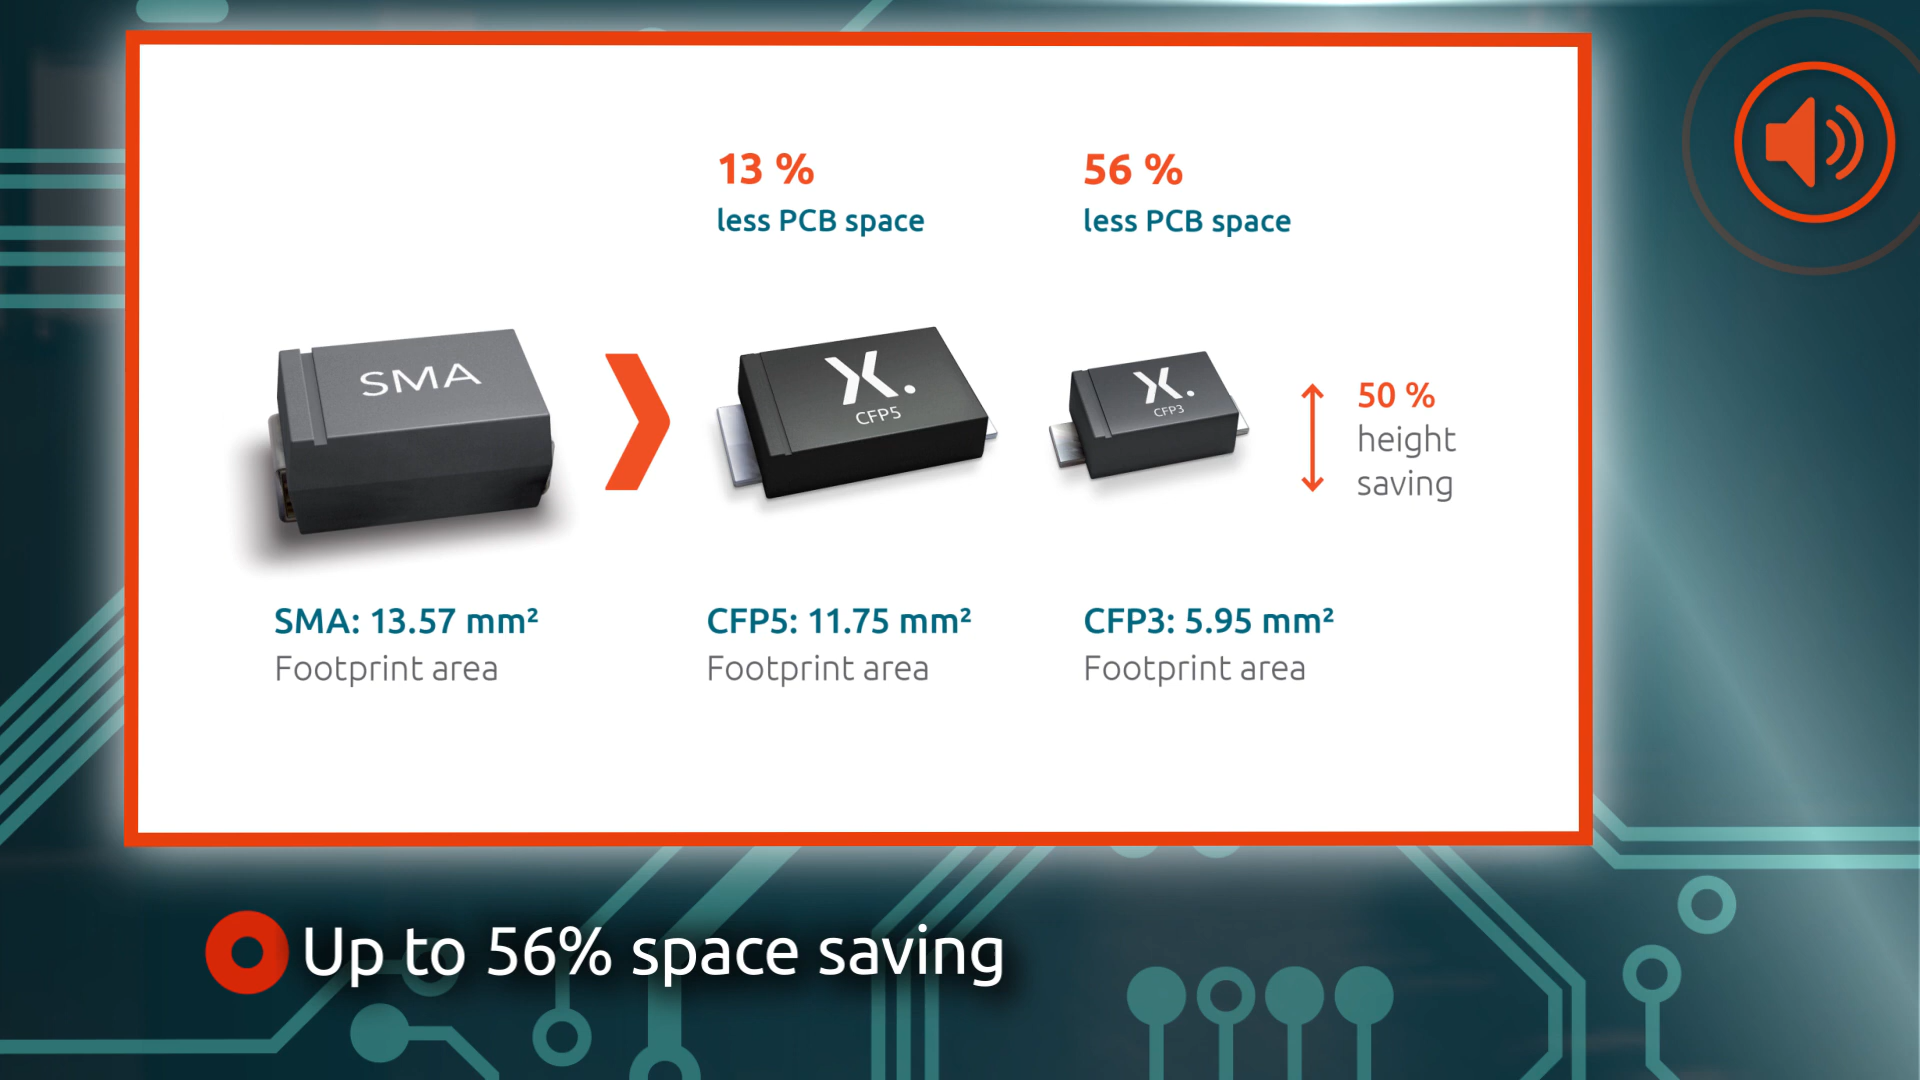 13 %
less PCB space
56 %
less PCB space
SMA
X.
CFP5
X.
CFP3
50 %
height
saving
SMA: 13.57 mm²
Footprint area
CFP5: 11.75 mm²
Footprint area
CFP3: 5.95 mm²
Footprint area
Up to 56% space saving